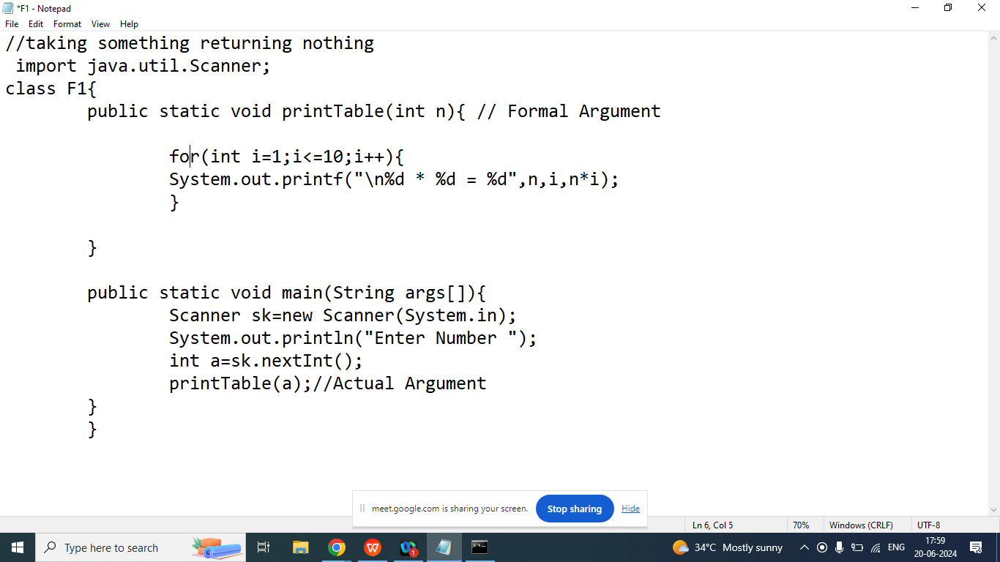 *F1 - Notepad
File Edit Format View Help
//taking something returning nothing
import java.util.Scanner;
class F1{
public static void printTable(int n){ // Formal Argument
for(int i=1;i<=10;i++){
System.out.printf("\n%d * %d = %d",n,i,n*i);
}
}
public static void main(String args[]){
Scanner sk=new Scanner(System.in);
System.out.println("Enter Number ");
int a=sk.nextInt();
printTable(a);//Actual Argument
}
}
meet.google.com is sharing your screen. Stop sharing Hide
Ln 6, Col 5 70% Windows (CRLF) UTF-8
Type here to search 1 34°C Mostly sunny ENG 17:59
20-06-2024